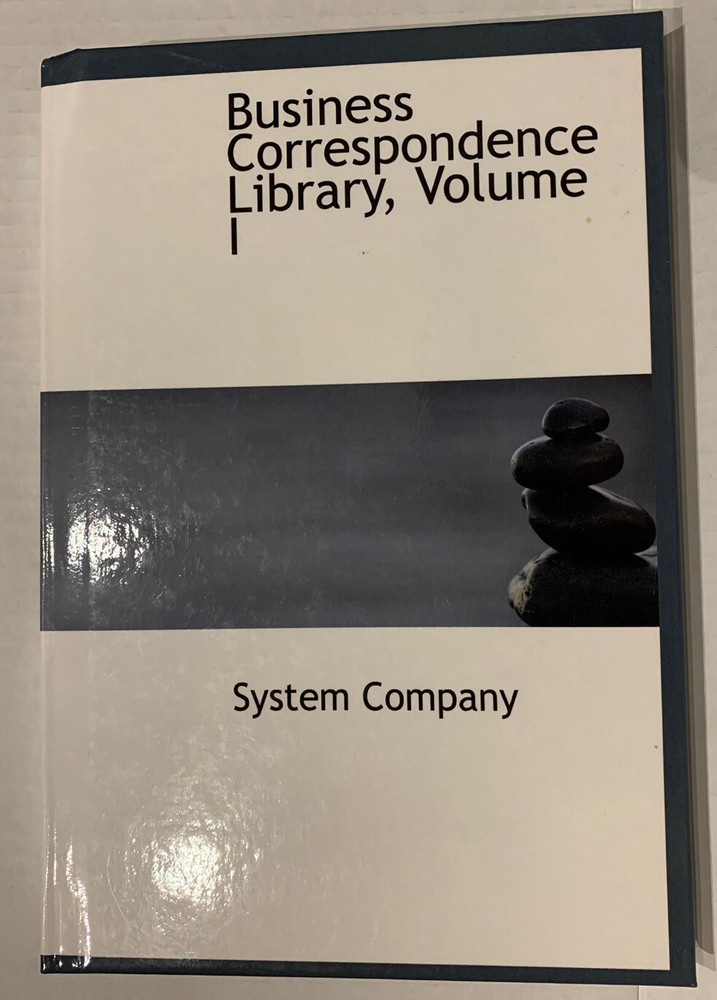 Business
Correspondence
Library, Volume
I
System Company